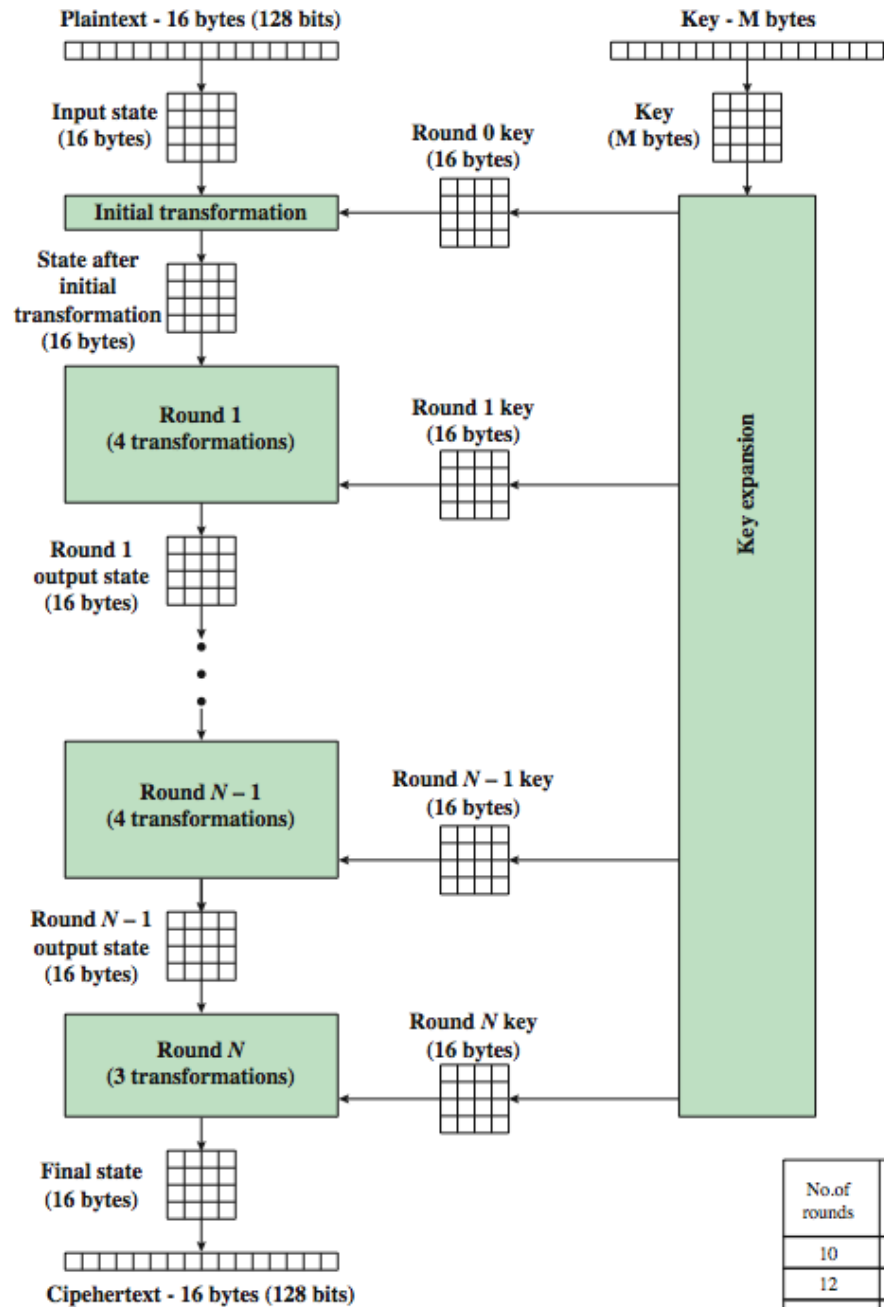 Plaintext - 16 bytes (128 bits)
Key - M bytes
Input state
(16 bytes)
Key
(M bytes)
Round 0 key
(16 bytes)
Initial transformation
State after
initial
transformation
(16 bytes)
Round 1
(4 transformations)
Round 1 key
(16 bytes)
Key expansion
Round 1
output state
(16 bytes)
Round N – 1
(4 transformations)
Round N – 1 key
(16 bytes)
Round N – 1
output state
(16 bytes)
Round N
(3 transformations)
Round N key
(16 bytes)
Final state
(16 bytes)
No.of
rounds
10
12
Cipehertext - 16 bytes (128 bits)